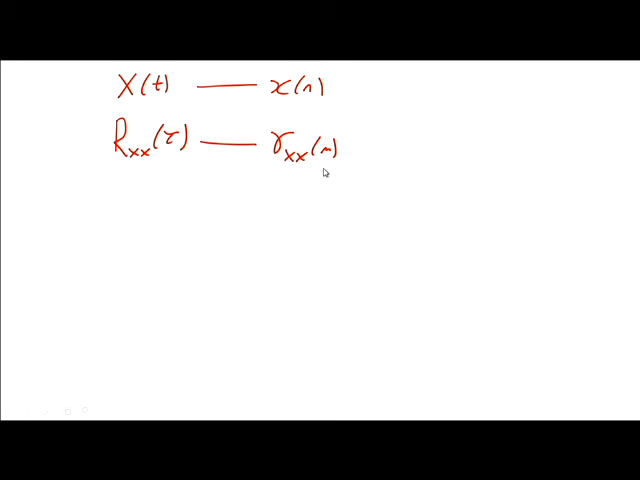 X(t) —— x(n)
Rxx(τ) —— γxx(m)